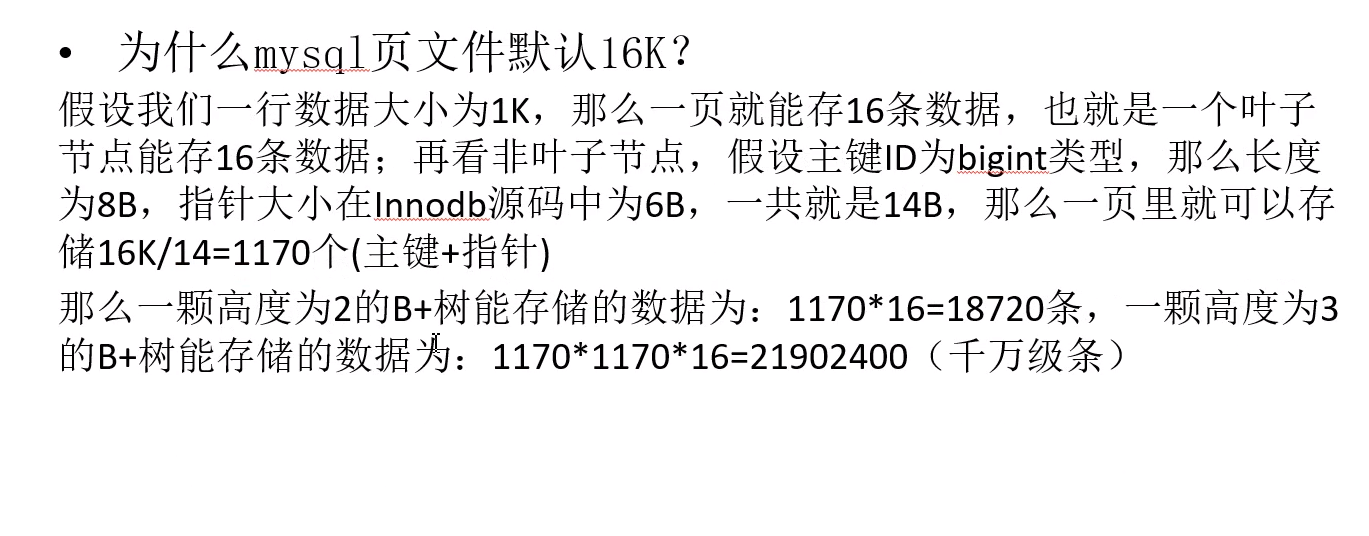 • 为什么mysql页文件默认16K？
假设我们一行数据大小为1K，那么一页就能存16条数据，也就是一个叶子
节点能存16条数据；再看非叶子节点，假设主键ID为bigint类型，那么长度
为8B，指针大小在Innodb源码中为6B，一共就是14B，那么一页里就可以存
储16K/14=1170个(主键+指针)
那么一颗高度为2的B+树能存储的数据为：1170*16=18720条，一颗高度为3
的B+树能存储的数据为：1170*1170*16=21902400（千万级条）